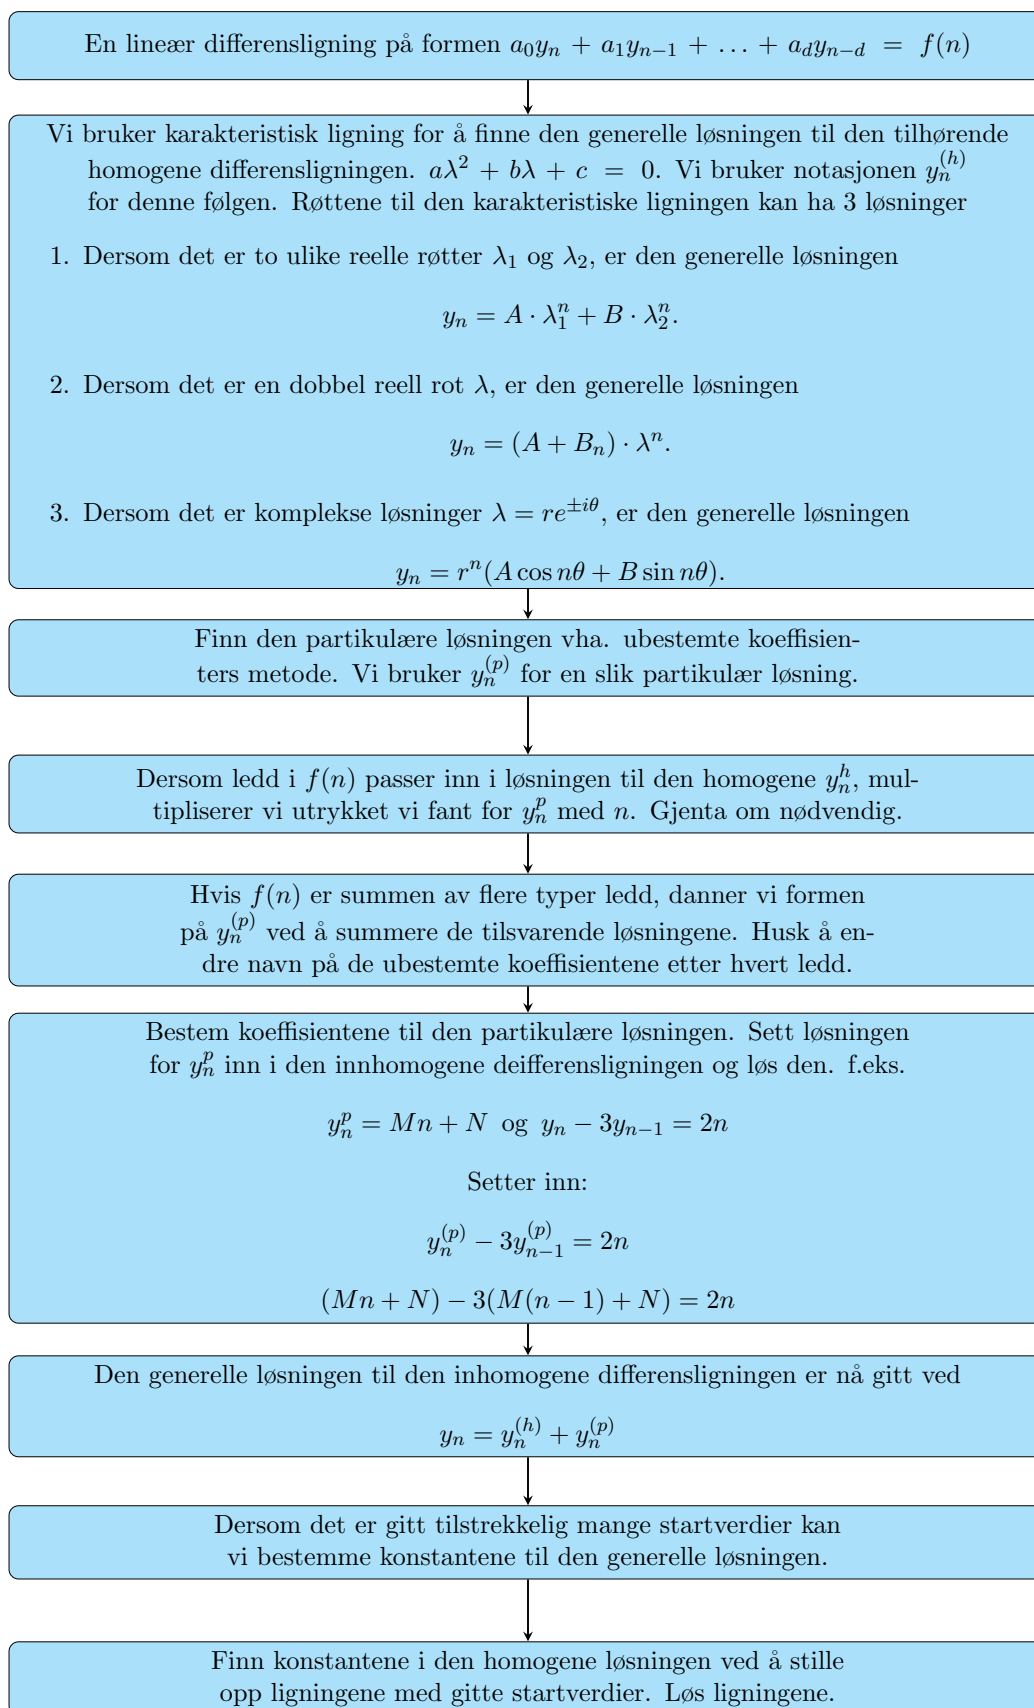 En lineær differensligning på formen a₀yₙ + a₁yₙ₋₁ + … + a_d yₙ₋d = f(n)
Vi bruker karakteristisk ligning for å finne den generelle løsningen til den tilhørende
homogene differensligningen. aλ² + bλ + c = 0. Vi bruker notasjonen yₙ⁽ʰ⁾
for denne følgen. Røttene til den karakteristiske ligningen kan ha 3 løsninger
1. Dersom det er to ulike reelle røtter λ₁ og λ₂, er den generelle løsningen
yₙ = A · λ₁ⁿ + B · λ₂ⁿ.
2. Dersom det er en dobbel reell rot λ, er den generelle løsningen
yₙ = (A + Bₙ) · λⁿ.
3. Dersom det er komplekse løsninger λ = re^{±iθ}, er den generelle løsningen
yₙ = rⁿ(A cos nθ + B sin nθ).
Finn den partikulære løsningen vha. ubestemte koeffisien-
ters metode. Vi bruker yₙ⁽ᵖ⁾ for en slik partikulær løsning.
Dersom ledd i f(n) passer inn i løsningen til den homogene yₙʰ, mul-
tipliserer vi utrykket vi fant for yₙᵖ med n. Gjenta om nødvendig.
Hvis f(n) er summen av flere typer ledd, danner vi formen
på yₙ⁽ᵖ⁾ ved å summere de tilsvarende løsningene. Husk å en-
dre navn på de ubestemte koeffisientene etter hvert ledd.
Bestem koeffisientene til den partikulære løsningen. Sett løsningen
for yₙᵖ inn i den innhomogene deifferensligningen og løs den. f.eks.
yₙᵖ = Mn + N og yₙ − 3yₙ₋₁ = 2n
Setter inn:
yₙ⁽ᵖ⁾ − 3yₙ₋₁⁽ᵖ⁾ = 2n
(Mn + N) − 3(M(n − 1) + N) = 2n
Den generelle løsningen til den inhomogene differensligningen er nå gitt ved
yₙ = yₙ⁽ʰ⁾ + yₙ⁽ᵖ⁾
Dersom det er gitt tilstrekkelig mange startverdier kan
vi bestemme konstantene til den generelle løsningen.
Finn konstantene i den homogene løsningen ved å stille
opp ligningene med gitte startverdier. Løs ligningene.